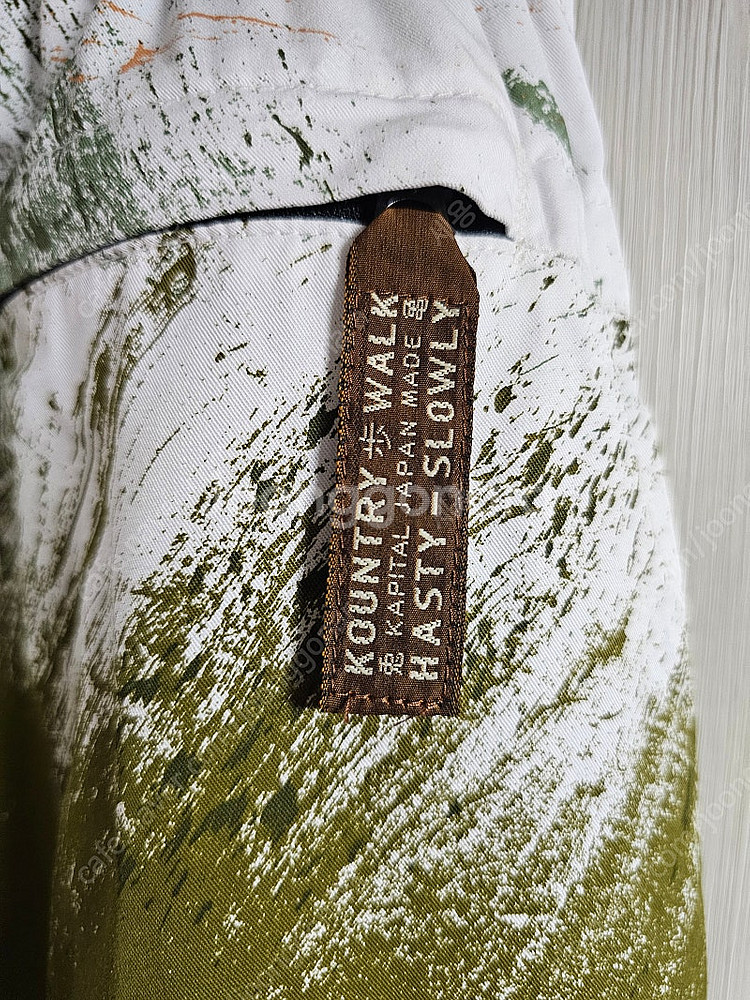 KOUNTRY 歩 WALK
KAPITAL JAPAN MADE
HASTY – SLOWLY